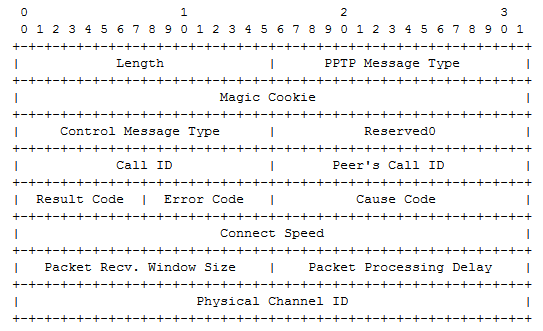 0                   1                   2                   3
 0 1 2 3 4 5 6 7 8 9 0 1 2 3 4 5 6 7 8 9 0 1 2 3 4 5 6 7 8 9 0 1
+-+-+-+-+-+-+-+-+-+-+-+-+-+-+-+-+-+-+-+-+-+-+-+-+-+-+-+-+-+-+-+-+
|            Length             |      PPTP Message Type        |
+-+-+-+-+-+-+-+-+-+-+-+-+-+-+-+-+-+-+-+-+-+-+-+-+-+-+-+-+-+-+-+-+
|                         Magic Cookie                          |
+-+-+-+-+-+-+-+-+-+-+-+-+-+-+-+-+-+-+-+-+-+-+-+-+-+-+-+-+-+-+-+-+
|     Control Message Type      |           Reserved0           |
+-+-+-+-+-+-+-+-+-+-+-+-+-+-+-+-+-+-+-+-+-+-+-+-+-+-+-+-+-+-+-+-+
|            Call ID            |       Peer's Call ID          |
+-+-+-+-+-+-+-+-+-+-+-+-+-+-+-+-+-+-+-+-+-+-+-+-+-+-+-+-+-+-+-+-+
|  Result Code  |  Error Code   |          Cause Code           |
+-+-+-+-+-+-+-+-+-+-+-+-+-+-+-+-+-+-+-+-+-+-+-+-+-+-+-+-+-+-+-+-+
|                         Connect Speed                         |
+-+-+-+-+-+-+-+-+-+-+-+-+-+-+-+-+-+-+-+-+-+-+-+-+-+-+-+-+-+-+-+-+
|   Packet Recv. Window Size    |    Packet Processing Delay    |
+-+-+-+-+-+-+-+-+-+-+-+-+-+-+-+-+-+-+-+-+-+-+-+-+-+-+-+-+-+-+-+-+
|                      Physical Channel ID                      |
+-+-+-+-+-+-+-+-+-+-+-+-+-+-+-+-+-+-+-+-+-+-+-+-+-+-+-+-+-+-+-+-+